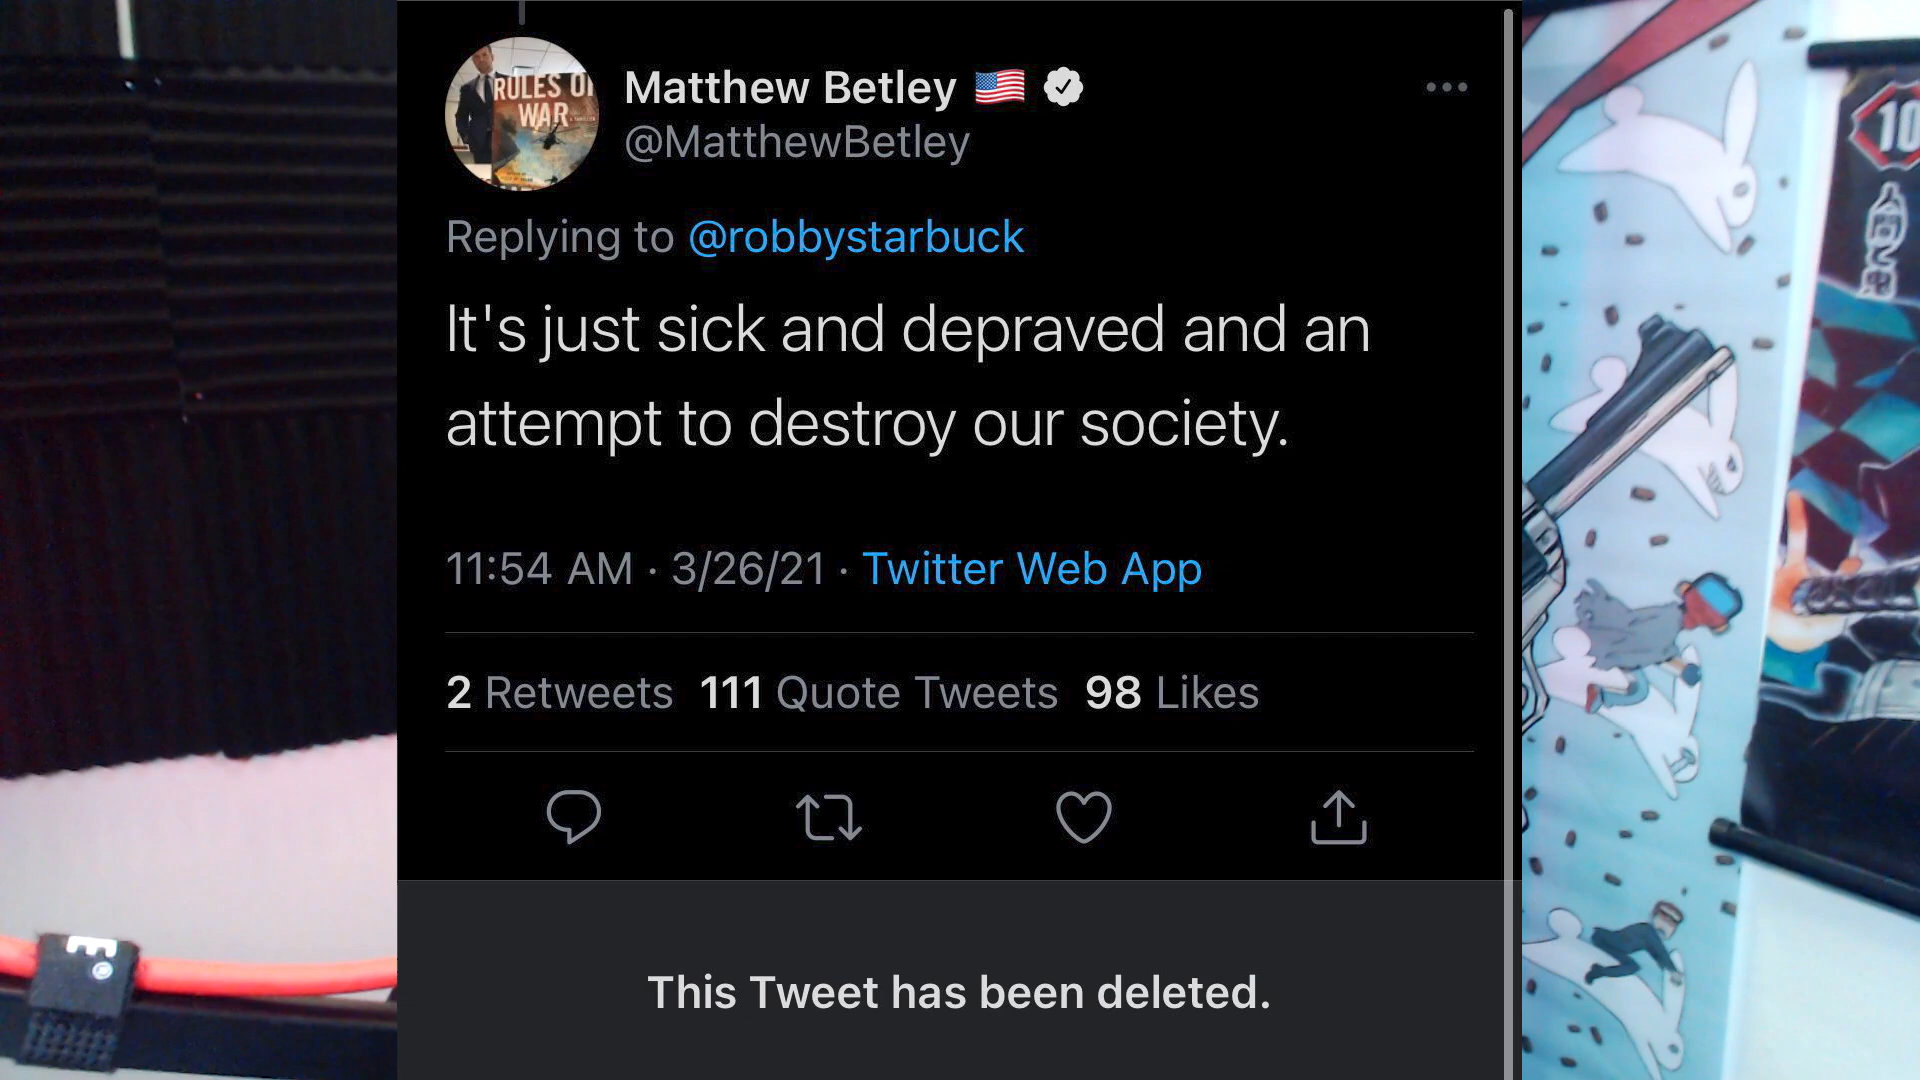 RULES OF
WAR
Matthew Betley 🇺🇸
@MatthewBetley
Replying to @robbystarbuck
It's just sick and depraved and an
attempt to destroy our society.
11:54 AM · 3/26/21 · Twitter Web App
2 Retweets 111 Quote Tweets 98 Likes
This Tweet has been deleted.
10